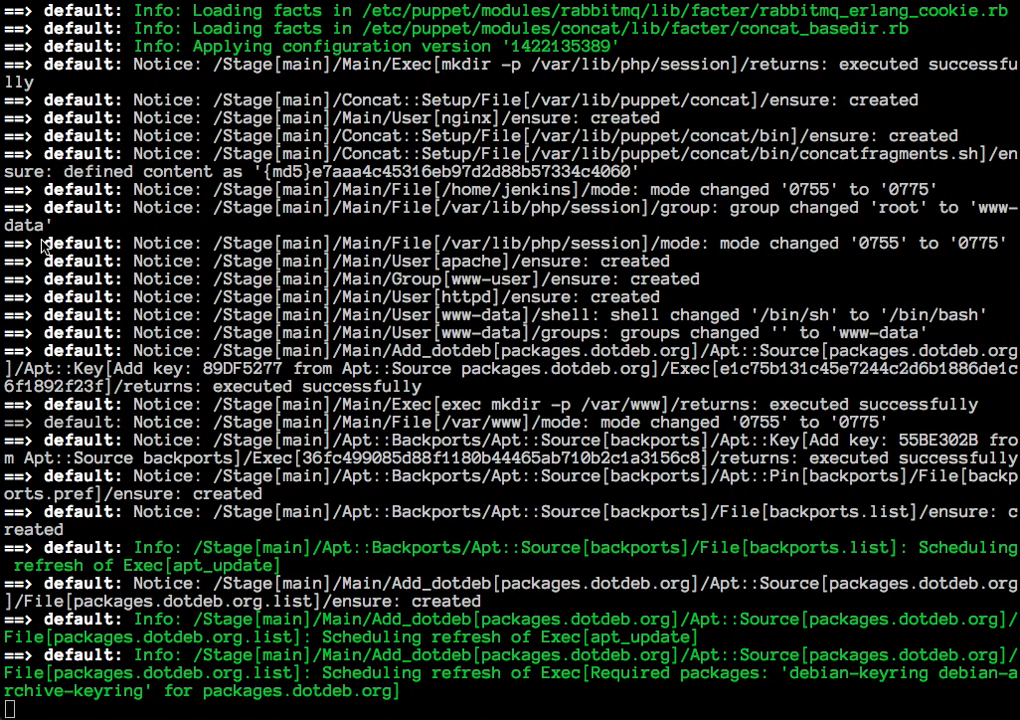 ==> default: Info: Loading facts in /etc/puppet/modules/rabbitmq/lib/facter/rabbitmq_erlang_cookie.rb
==> default: Info: Loading facts in /etc/puppet/modules/concat/lib/facter/concat_basedir.rb
==> default: Info: Applying configuration version '1422135389'
==> default: Notice: /Stage[main]/Main/Exec[mkdir -p /var/lib/php/session]/returns: executed successfu
lly
==> default: Notice: /Stage[main]/Concat::Setup/File[/var/lib/puppet/concat]/ensure: created
==> default: Notice: /Stage[main]/Main/User[nginx]/ensure: created
==> default: Notice: /Stage[main]/Concat::Setup/File[/var/lib/puppet/concat/bin]/ensure: created
==> default: Notice: /Stage[main]/Concat::Setup/File[/var/lib/puppet/concat/bin/concatfragments.sh]/en
sure: defined content as '{md5}e7aaa4c45316eb97d2d88b57334c4060'
==> default: Notice: /Stage[main]/Main/File[/home/jenkins]/mode: mode changed '0755' to '0775'
==> default: Notice: /Stage[main]/Main/File[/var/lib/php/session]/group: group changed 'root' to 'www-
data'
==> default: Notice: /Stage[main]/Main/File[/var/lib/php/session]/mode: mode changed '0755' to '0775'
==> default: Notice: /Stage[main]/Main/User[apache]/ensure: created
==> default: Notice: /Stage[main]/Main/Group[www-user]/ensure: created
==> default: Notice: /Stage[main]/Main/User[httpd]/ensure: created
==> default: Notice: /Stage[main]/Main/User[www-data]/shell: shell changed '/bin/sh' to '/bin/bash'
==> default: Notice: /Stage[main]/Main/User[www-data]/groups: groups changed '' to 'www-data'
==> default: Notice: /Stage[main]/Main/Add_dotdeb[packages.dotdeb.org]/Apt::Source[packages.dotdeb.org
]/Apt::Key[Add key: 89DF5277 from Apt::Source packages.dotdeb.org]/Exec[e1c75b131c45e7244c2d6b1886de1c
6f1892f23f]/returns: executed successfully
==> default: Notice: /Stage[main]/Main/Exec[exec mkdir -p /var/www]/returns: executed successfully
==> default: Notice: /Stage[main]/Main/File[/var/www]/mode: mode changed '0755' to '0775'
==> default: Notice: /Stage[main]/Apt::Backports/Apt::Source[backports]/Apt::Key[Add key: 55BE302B fro
m Apt::Source backports]/Exec[36fc499085d88f1180b44465ab710b2c1a3156c8]/returns: executed successfully
==> default: Notice: /Stage[main]/Apt::Backports/Apt::Source[backports]/Apt::Pin[backports]/File[backp
orts.pref]/ensure: created
==> default: Notice: /Stage[main]/Apt::Backports/Apt::Source[backports]/File[backports.list]/ensure: c
reated
==> default: Info: /Stage[main]/Apt::Backports/Apt::Source[backports]/File[backports.list]: Scheduling
 refresh of Exec[apt_update]
==> default: Notice: /Stage[main]/Main/Add_dotdeb[packages.dotdeb.org]/Apt::Source[packages.dotdeb.org
]/File[packages.dotdeb.org.list]/ensure: created
==> default: Info: /Stage[main]/Main/Add_dotdeb[packages.dotdeb.org]/Apt::Source[packages.dotdeb.org]/
File[packages.dotdeb.org.list]: Scheduling refresh of Exec[apt_update]
==> default: Info: /Stage[main]/Main/Add_dotdeb[packages.dotdeb.org]/Apt::Source[packages.dotdeb.org]/
File[packages.dotdeb.org.list]: Scheduling refresh of Exec[Required packages: 'debian-keyring debian-a
rchive-keyring' for packages.dotdeb.org]